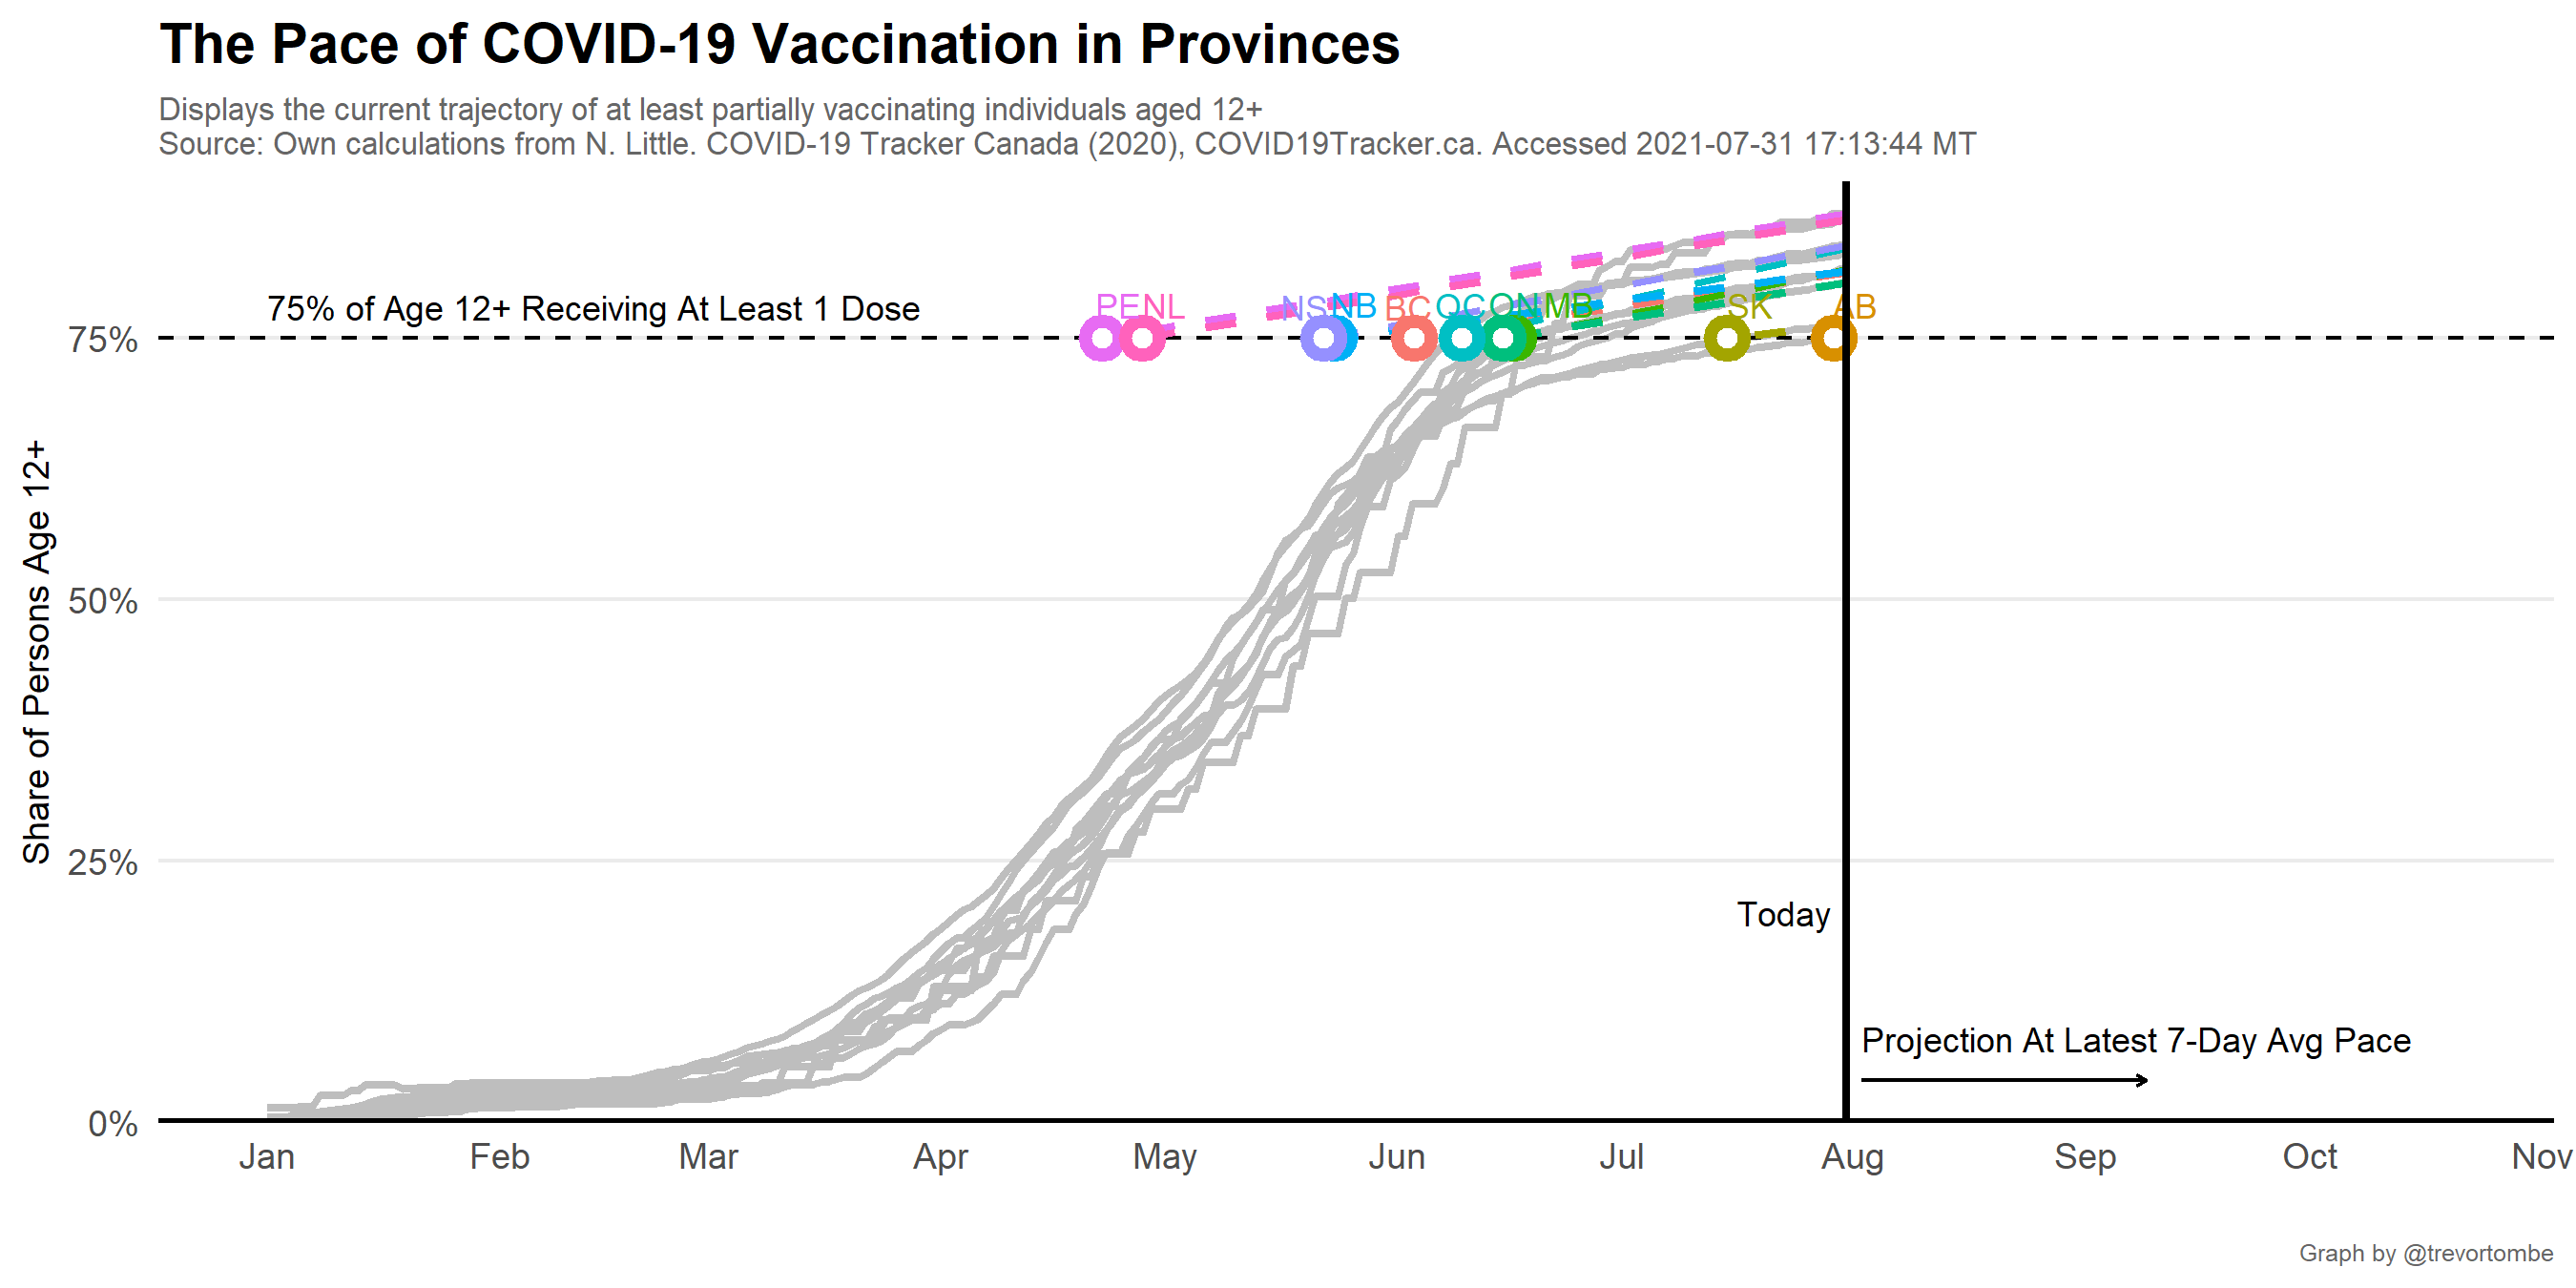 The Pace of COVID-19 Vaccination in Provinces
Displays the current trajectory of at least partially vaccinating individuals aged 12+
Source: Own calculations from N. Little. COVID-19 Tracker Canada (2020), COVID19Tracker.ca. Accessed 2021-07-31 17:13:44 MT
75% of Age 12+ Receiving At Least 1 Dose
PE NL NS NB BC QC ON MB SK AB
75%
50%
25%
0%
Share of Persons Age 12+
Today
Projection At Latest 7-Day Avg Pace
Jan Feb Mar Apr May Jun Jul Aug Sep Oct Nov
Graph by @trevortombe